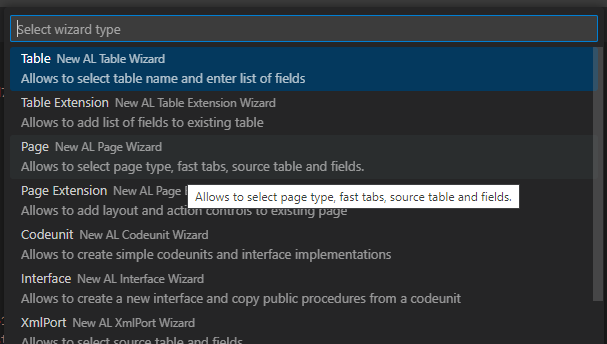 Select wizard type
Table New AL Table Wizard
Allows to select table name and enter list of fields
Table Extension New AL Table Extension Wizard
Allows to add list of fields to existing table
Page New AL Page Wizard
Allows to select page type, fast tabs, source table and fields.
Page Extension New AL Page
Allows to select page type, fast tabs, source table and fields.
Allows to add layout and action controls to existing page
Codeunit New AL Codeunit Wizard
Allows to create simple codeunits and interface implementations
Interface New AL Interface Wizard
Allows to create a new interface and copy public procedures from a codeunit
XmlPort New AL XmlPort Wizard
Allows to select source table and fields